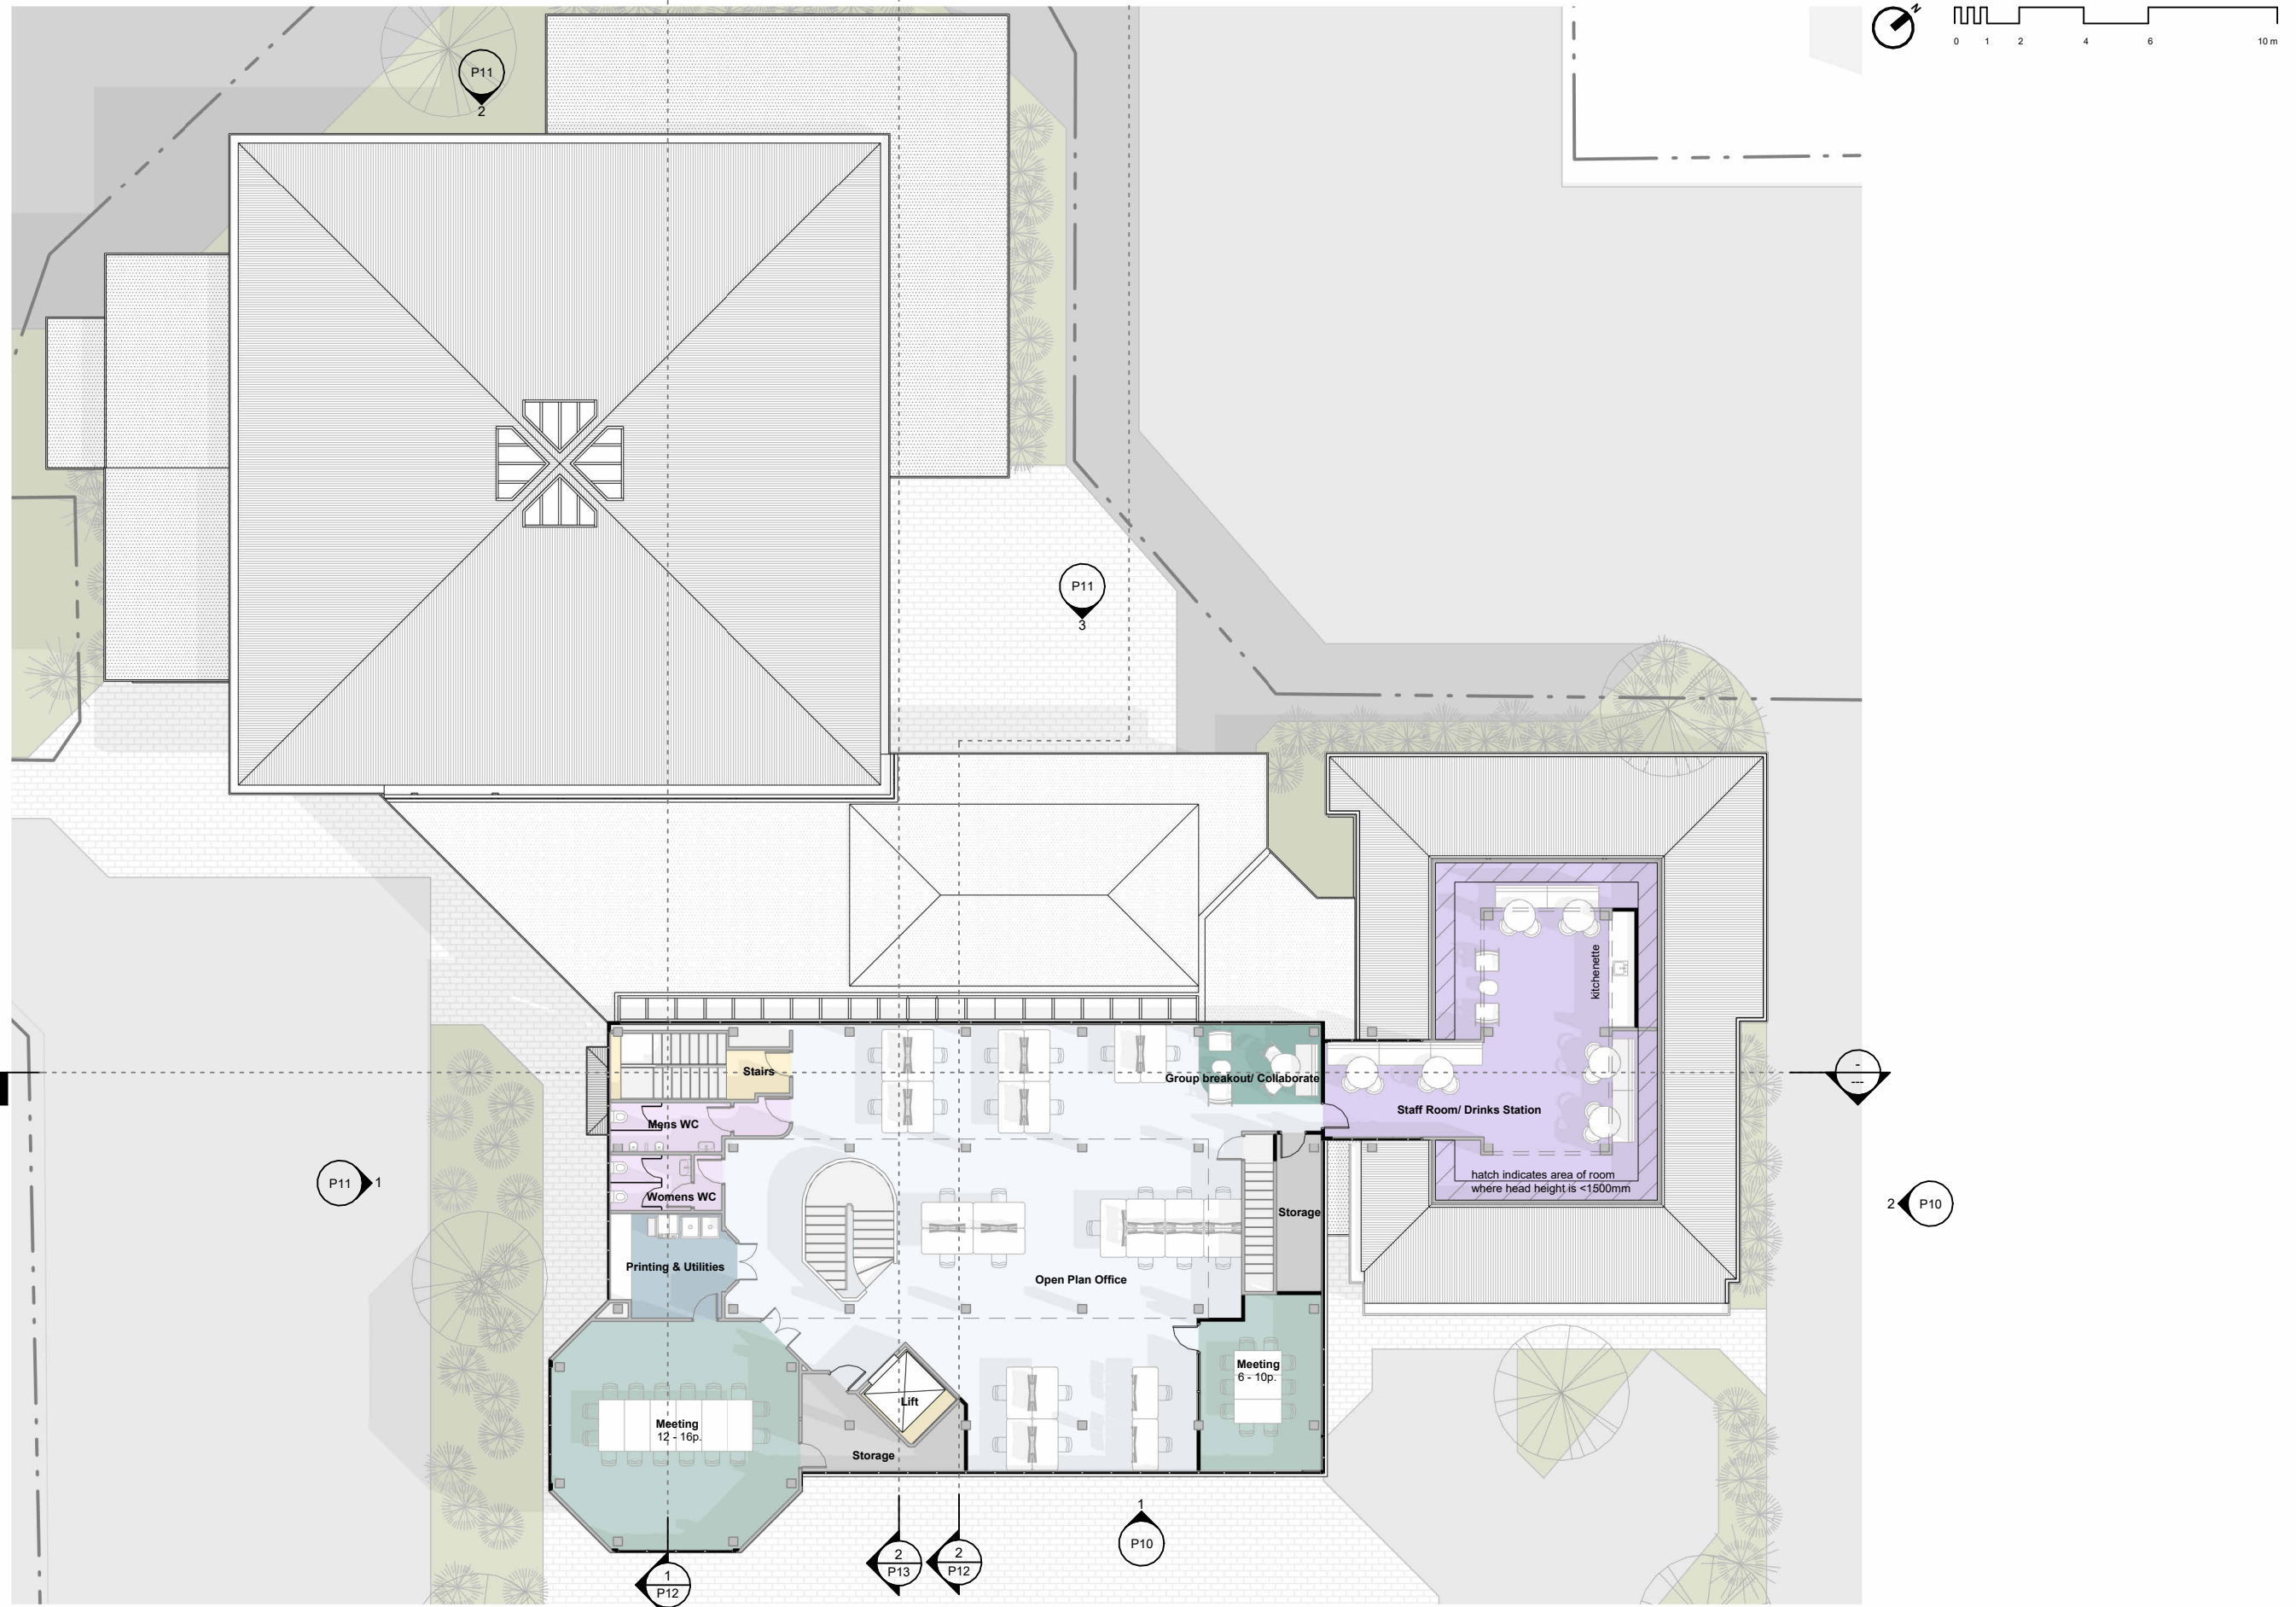 N
0 1 2 4 6 10 m
P11
2
P11
3
kitchenette
Stairs
Group breakout/ Collaborate
-
---
Mens WC
Staff Room/ Drinks Station
hatch indicates area of room
where head height is <1500mm
P11
1
Womens WC
2
P10
Storage
Printing & Utilities
Open Plan Office
Meeting
6 - 10p.
Lift
Meeting
12 - 16p.
Storage
1
P10
2
P13
2
P12
1
P12